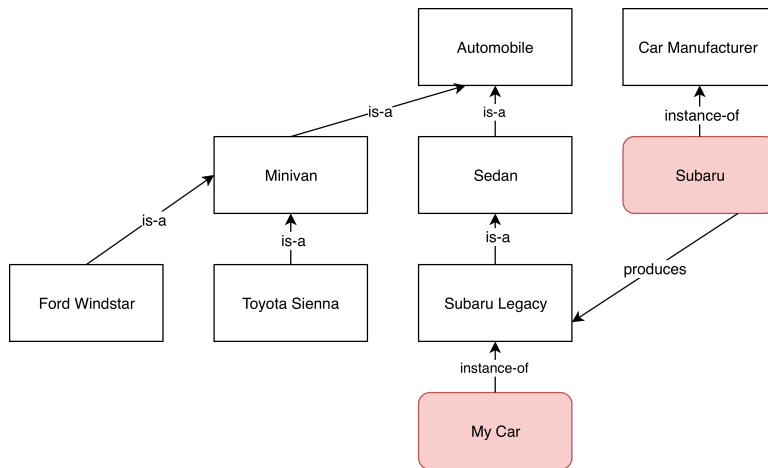 Automobile
Car Manufacturer
is-a
is-a
instance-of
Minivan
Sedan
Subaru
is-a
is-a
is-a
produces
Ford Windstar
Toyota Sienna
Subaru Legacy
instance-of
My Car